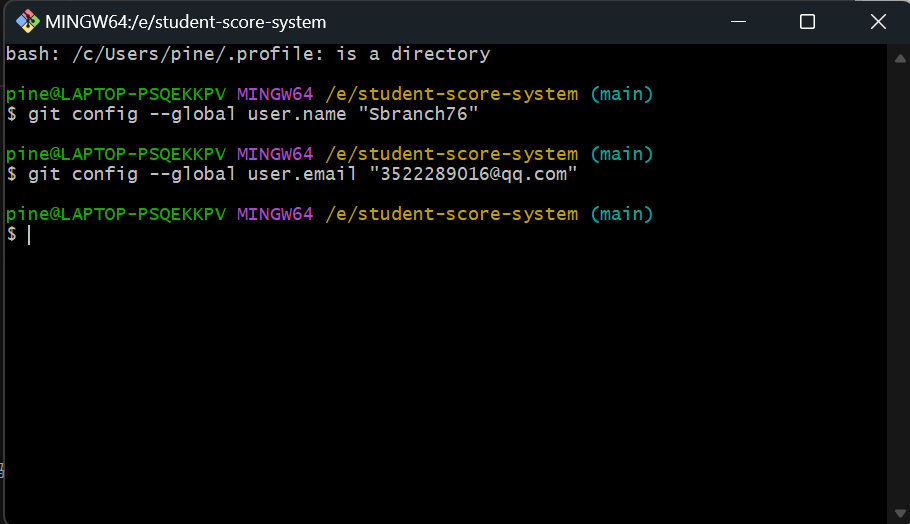 MINGW64:/e/student-score-system
bash: /c/Users/pine/.profile: is a directory
pine@LAPTOP-PSQEKKPV MINGW64 /e/student-score-system (main)
$ git config --global user.name "Sbranch76"
pine@LAPTOP-PSQEKKPV MINGW64 /e/student-score-system (main)
$ git config --global user.email "3522289016@qq.com"
pine@LAPTOP-PSQEKKPV MINGW64 /e/student-score-system (main)
$